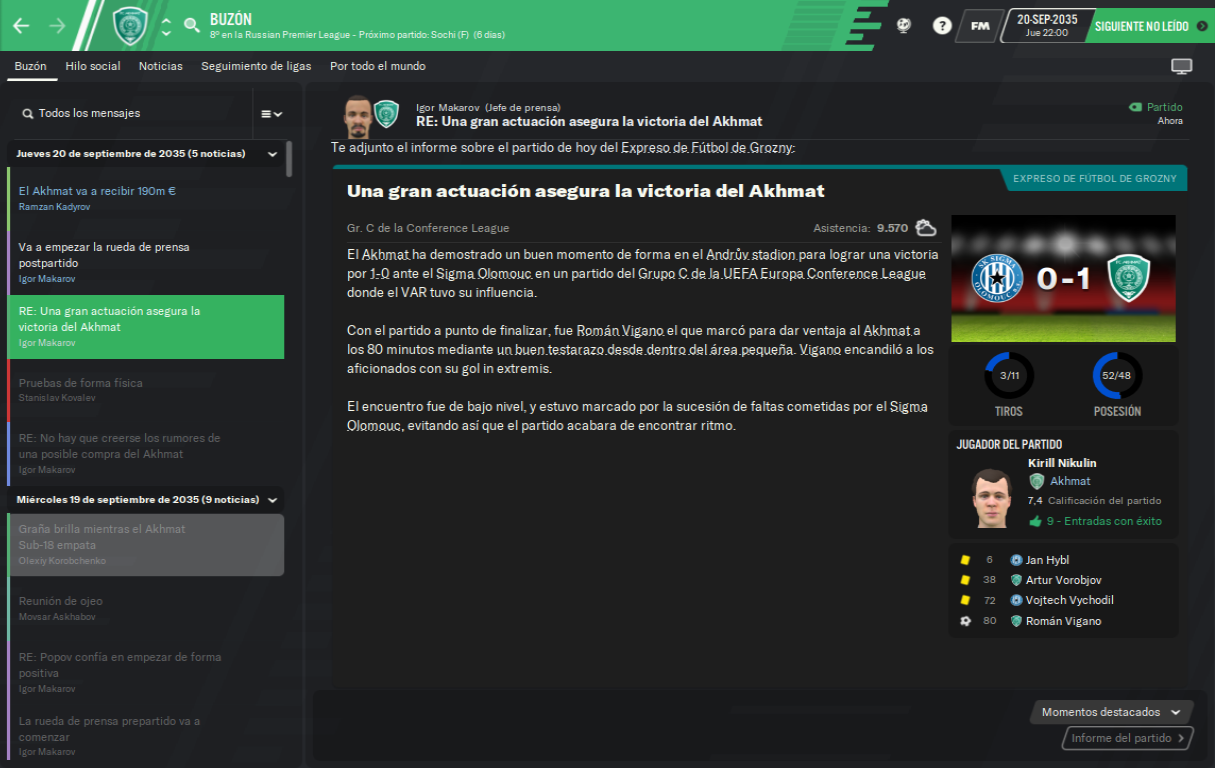 BUZÓN
8º en la Russian Premier League - Próximo partido: Sochi (F) (6 días)
FM
20-SEP-2035
Jue 22:00
SIGUIENTE NO LEÍDO
Buzón
Hilo social
Noticias
Seguimiento de ligas
Por todo el mundo
Todos los mensajes
Jueves 20 de septiembre de 2035 (5 noticias)
El Akhmat va a recibir 190m €
Ramzan Kadyrov
Va a empezar la rueda de prensa
postpartido
Igor Makarov
RE: Una gran actuación asegura la
victoria del Akhmat
Igor Makarov
Pruebas de forma física
Stanislav Kovalev
RE: No hay que creerse los rumores de
una posible compra del Akhmat
Igor Makarov
Miércoles 19 de septiembre de 2035 (9 noticias)
Graña brilla mientras el Akhmat
Sub-18 empata
Olexiy Korobchenko
Reunión de ojeo
Movsar Askhabov
RE: Popov confía en empezar de forma
positiva
Igor Makarov
La rueda de prensa prepartido va a
comenzar
Igor Makarov
Igor Makarov (Jefe de prensa)
RE: Una gran actuación asegura la victoria del Akhmat
Partido
Ahora
Te adjunto el informe sobre el partido de hoy del Expreso de Fútbol de Grozny:
EXPRESO DE FÚTBOL DE GROZNY
Una gran actuación asegura la victoria del Akhmat
Gr. C de la Conference League
Asistencia: 9.570
El Akhmat ha demostrado un buen momento de forma en el Andrův stadion para lograr una victoria
por 1-0 ante el Sigma Olomouc en un partido del Grupo C de la UEFA Europa Conference League
donde el VAR tuvo su influencia.
Con el partido a punto de finalizar, fue Román Vigano el que marcó para dar ventaja al Akhmat a
los 80 minutos mediante un buen testarazo desde dentro del área pequeña. Vigano encandiló a los
aficionados con su gol in extremis.
El encuentro fue de bajo nivel, y estuvo marcado por la sucesión de faltas cometidas por el Sigma
Olomouc, evitando así que el partido acabara de encontrar ritmo.
SK SIGMA
OLOMOUC
0-1
3/11
52/48
TIROS
POSESIÓN
JUGADOR DEL PARTIDO
Kirill Nikulin
Akhmat
7,4 Calificación del partido
9 - Entradas con éxito
6 Jan Hybl
38 Artur Vorobjov
72 Vojtech Vychodil
80 Román Vigano
Momentos destacados
Informe del partido